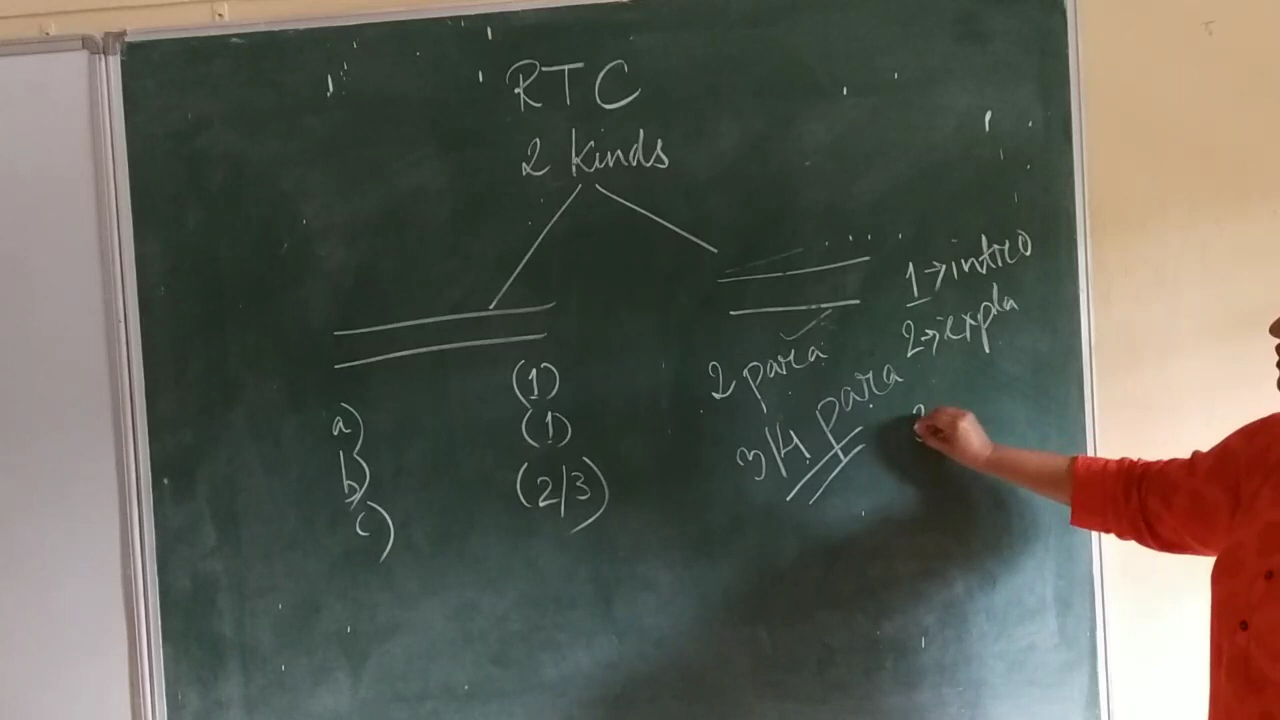 RTC
2 kinds
a) (1)
b) (1)
c) (2/3)
2 para
3/4 para
1→intro
2→expla